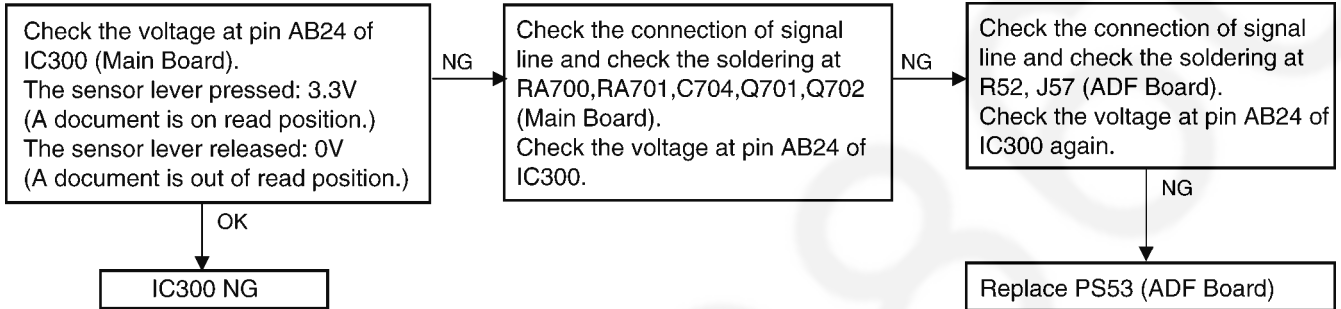 Check the voltage at pin AB24 of
IC300 (Main Board).
The sensor lever pressed: 3.3V
(A document is on read position.)
The sensor lever released: 0V
(A document is out of read position.)
NG
Check the connection of signal
line and check the soldering at
RA700,RA701,C704,Q701,Q702
(Main Board).
Check the voltage at pin AB24 of
IC300.
NG
Check the connection of signal
line and check the soldering at
R52, J57 (ADF Board).
Check the voltage at pin AB24 of
IC300 again.
OK
NG
IC300 NG
Replace PS53 (ADF Board)